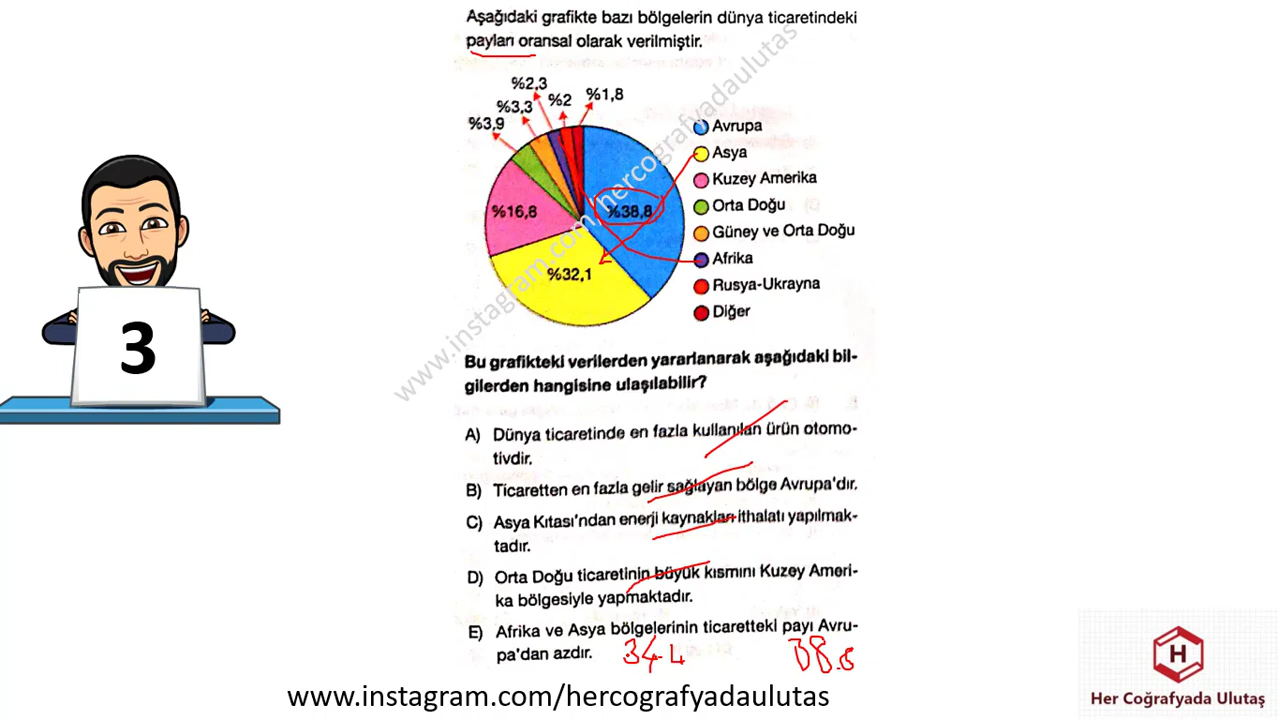 Aşağıdaki grafikte bazı bölgelerin dünya ticaretindeki
payları oransal olarak verilmiştir.
%2,3
%2
%1,8
%3,3
%3,9
%38,8
%16,8
%32,1
Avrupa
Asya
Kuzey Amerika
Orta Doğu
Güney ve Orta Doğu
Afrika
Rusya-Ukrayna
Diğer
www.instagram.com/hercografyadaulutas
3
Bu grafikteki verilerden yararlanarak aşağıdaki bil-
gilerden hangisine ulaşılabilir?
A) Dünya ticaretinde en fazla kullanılan ürün otomo-
tivdir.
B) Ticaretten en fazla gelir sağlayan bölge Avrupa'dır.
C) Asya Kıtası'ndan enerji kaynakları ithalatı yapılmak-
tadır.
D) Orta Doğu ticaretinin büyük kısmını Kuzey Ameri-
ka bölgesiyle yapmaktadır.
E) Afrika ve Asya bölgelerinin ticaretteki payı Avru-
pa'dan azdır.
34.4
38.8
www.instagram.com/hercografyadaulutas
H
Her Coğrafyada Ulutaş